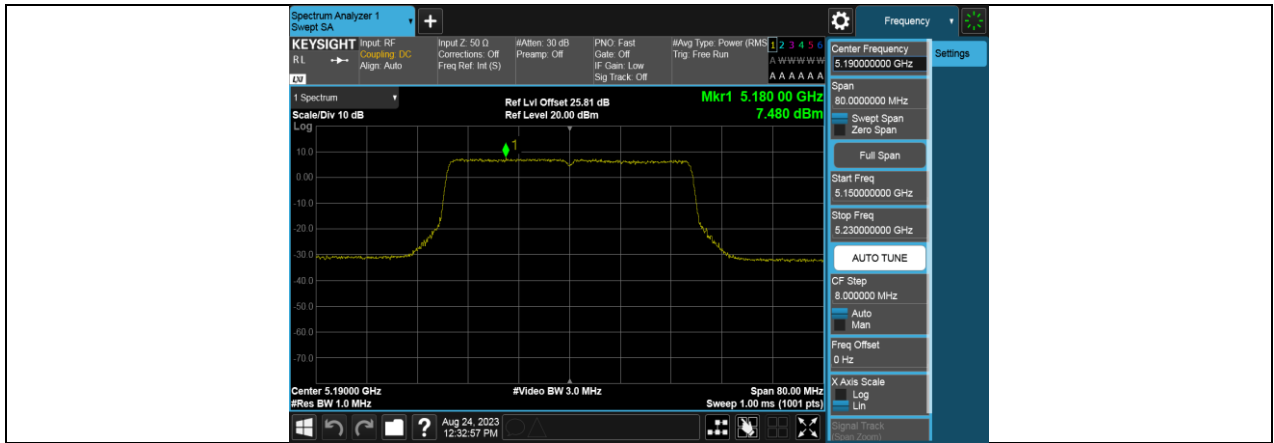 Spectrum Analyzer 1
Swept SA
Frequency
KEYSIGHT
RL
LXI
Input: RF
Coupling: DC
Align: Auto
Input Z: 50 Ω
Corrections: Off
Freq Ref: Int (S)
#Atten: 30 dB
Preamp: Off
PNO: Fast
Gate: Off
IF Gain: Low
Sig Track: Off
#Avg Type: Power (RMS
Trig: Free Run
1 2 3 4 5 6
A W W W W W
A A A A A A
1 Spectrum
Scale/Div 10 dB
Ref Lvl Offset 25.81 dB
Ref Level 20.00 dBm
Mkr1 5.180 00 GHz
7.480 dBm
Log
1
10.0
0.00
-10.0
-20.0
-30.0
-40.0
-50.0
-60.0
-70.0
Center 5.19000 GHz
#Res BW 1.0 MHz
#Video BW 3.0 MHz
Span 80.00 MHz
Sweep 1.00 ms (1001 pts)
Aug 24, 2023
12:32:57 PM
Center Frequency
5.190000000 GHz
Settings
Span
80.0000000 MHz
Swept Span
Zero Span
Full Span
Start Freq
5.150000000 GHz
Stop Freq
5.230000000 GHz
AUTO TUNE
CF Step
8.000000 MHz
Auto
Man
Freq Offset
0 Hz
X Axis Scale
Log
Lin
Signal Track
(Span Zoom)